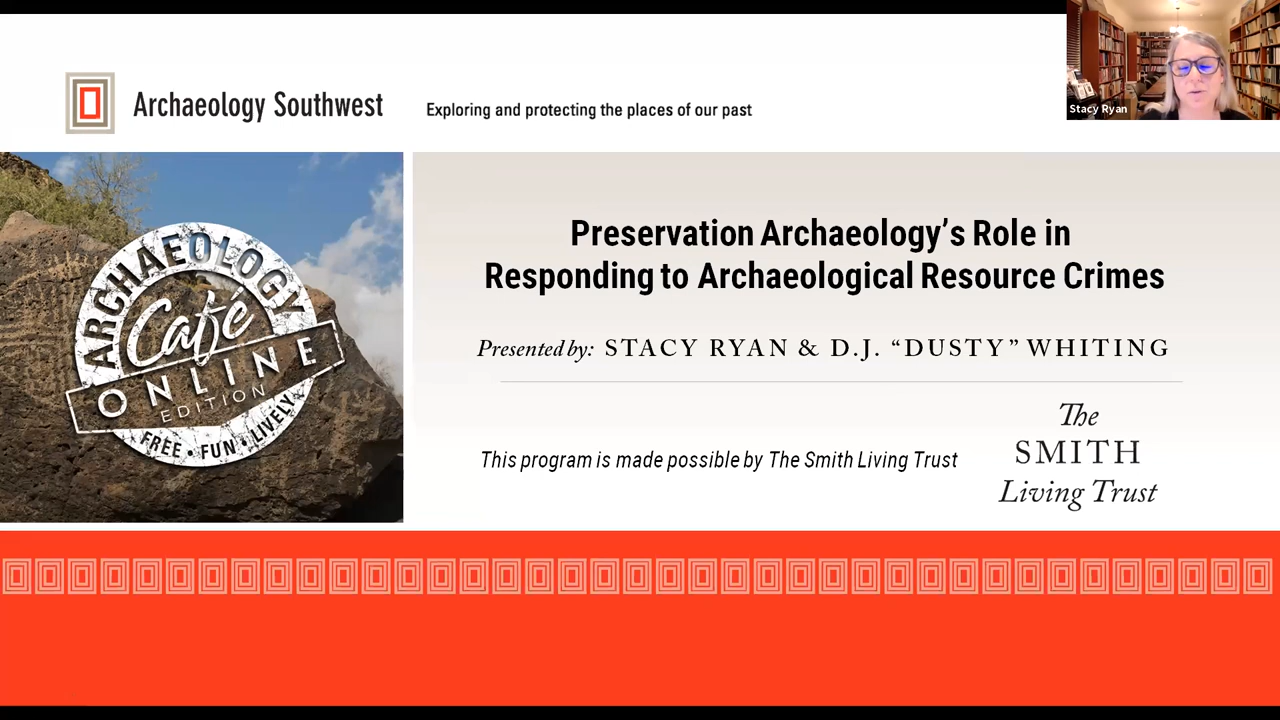 Archaeology Southwest
Exploring and protecting the places of our past
Stacy Ryan
ARCHAEOLOGY
Café
ONLINE
EDITION
FREE • FUN • LIVELY
Preservation Archaeology’s Role in
Responding to Archaeological Resource Crimes
Presented by: STACY RYAN & D.J. “DUSTY” WHITING
This program is made possible by The Smith Living Trust
The
SMITH
Living Trust